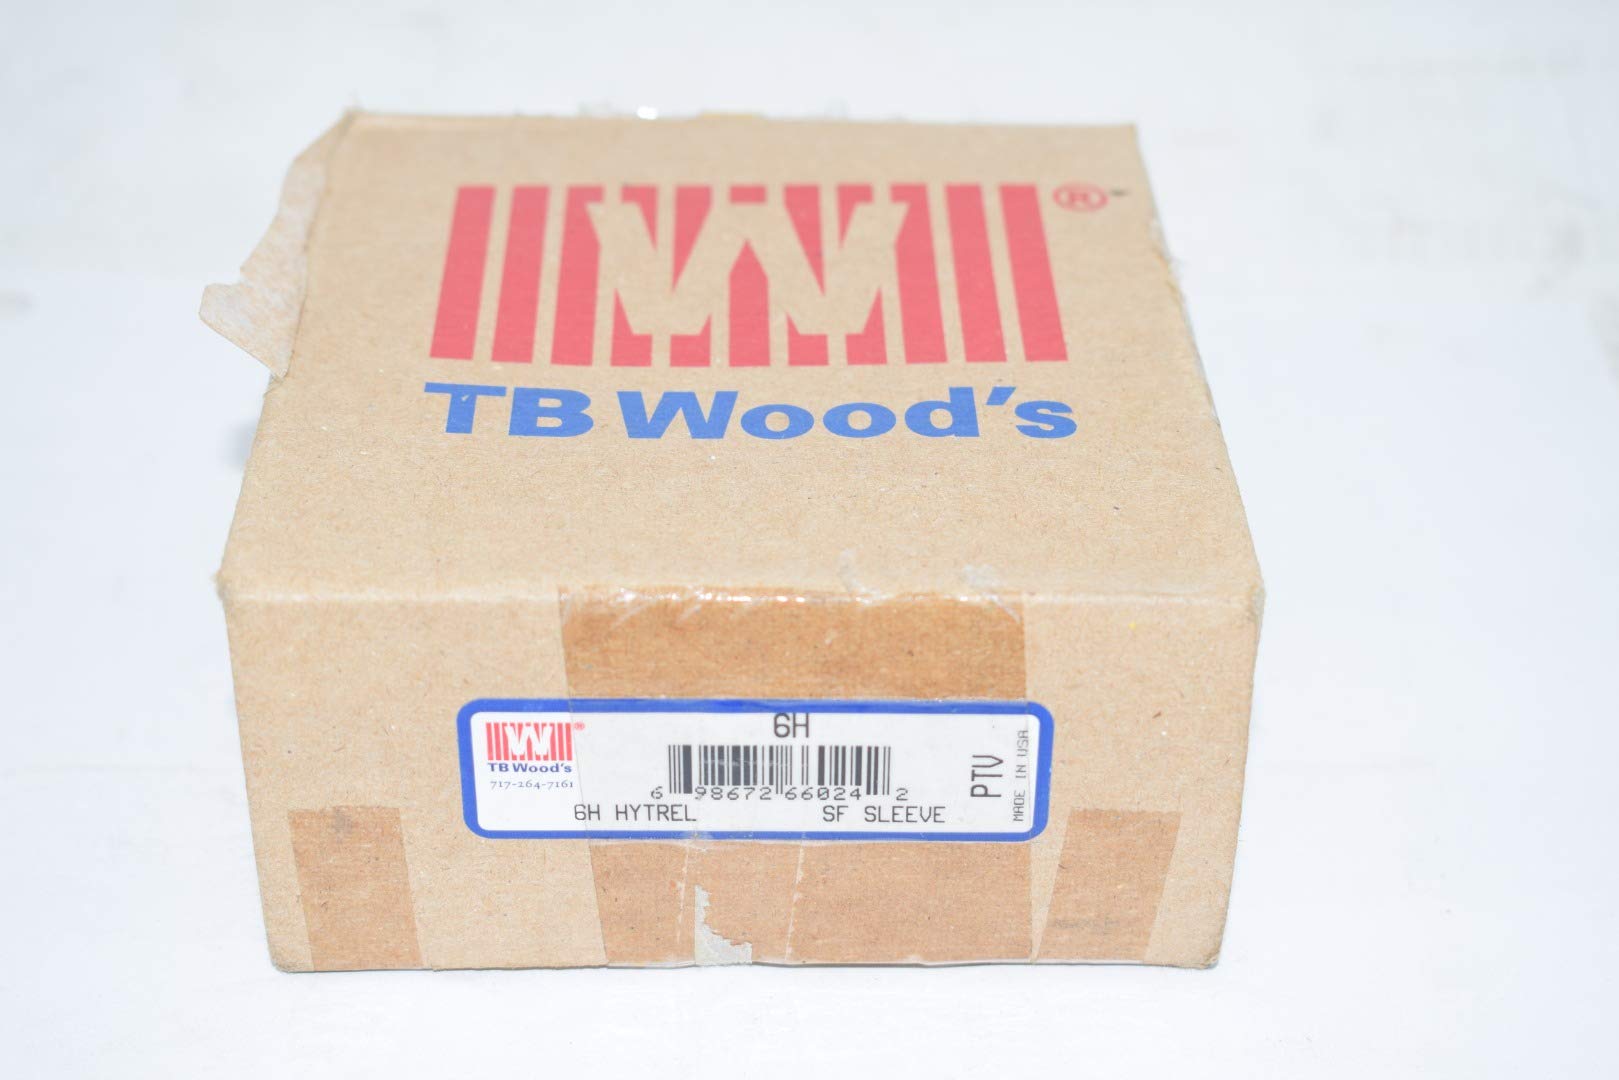 W ®
TB Wood's
6H
W ®
TB Wood's
717-264-7161
6 98672 66024 2
6H HYTREL SF SLEEVE
PTV
MADE IN USA